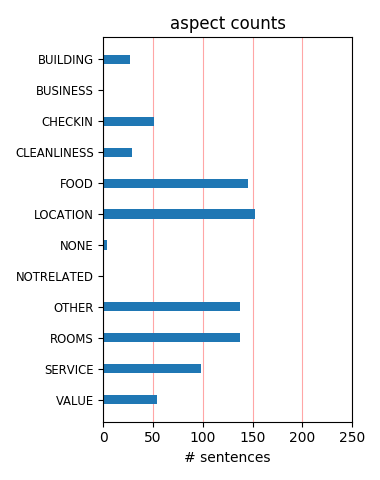 aspect counts
BUILDING
BUSINESS
CHECKIN
CLEANLINESS
FOOD
LOCATION
NONE
NOTRELATED
OTHER
ROOMS
SERVICE
VALUE
0 50 100 150 200 250
# sentences